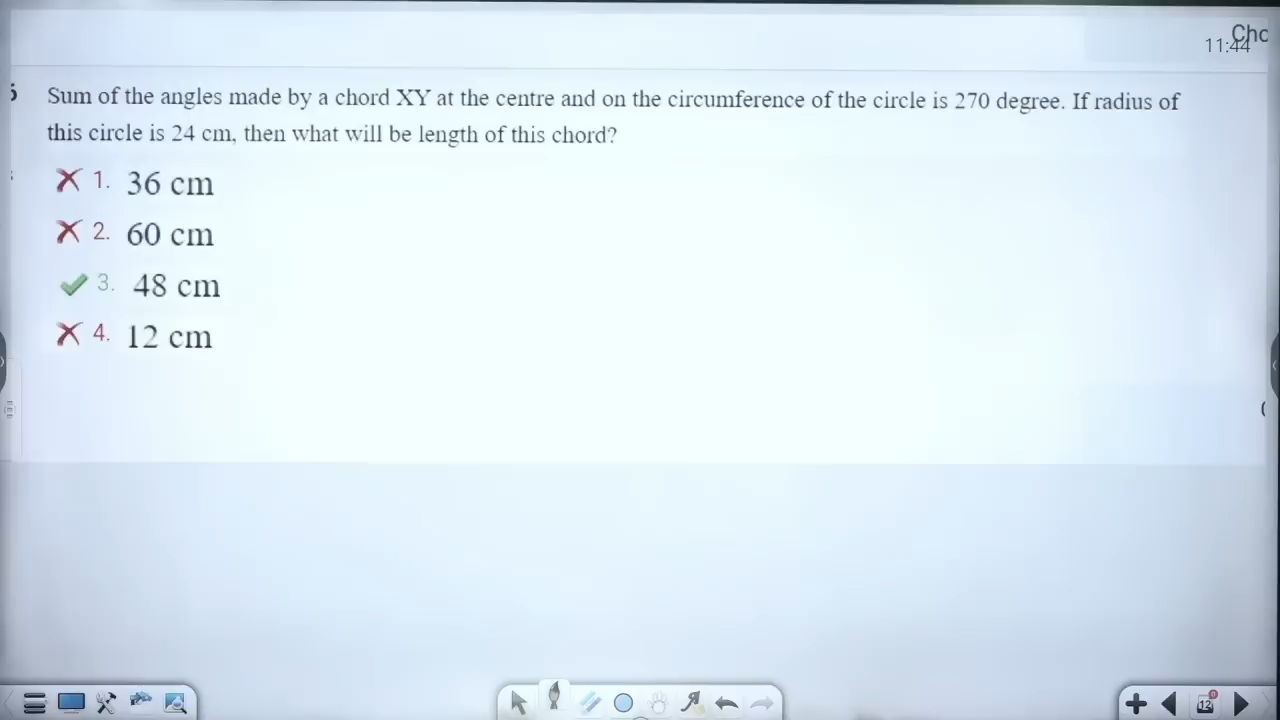 Cho
11:44
Sum of the angles made by a chord XY at the centre and on the circumference of the circle is 270 degree. If radius of
this circle is 24 cm, then what will be length of this chord?
1. 36 cm
2. 60 cm
3. 48 cm
4. 12 cm
12